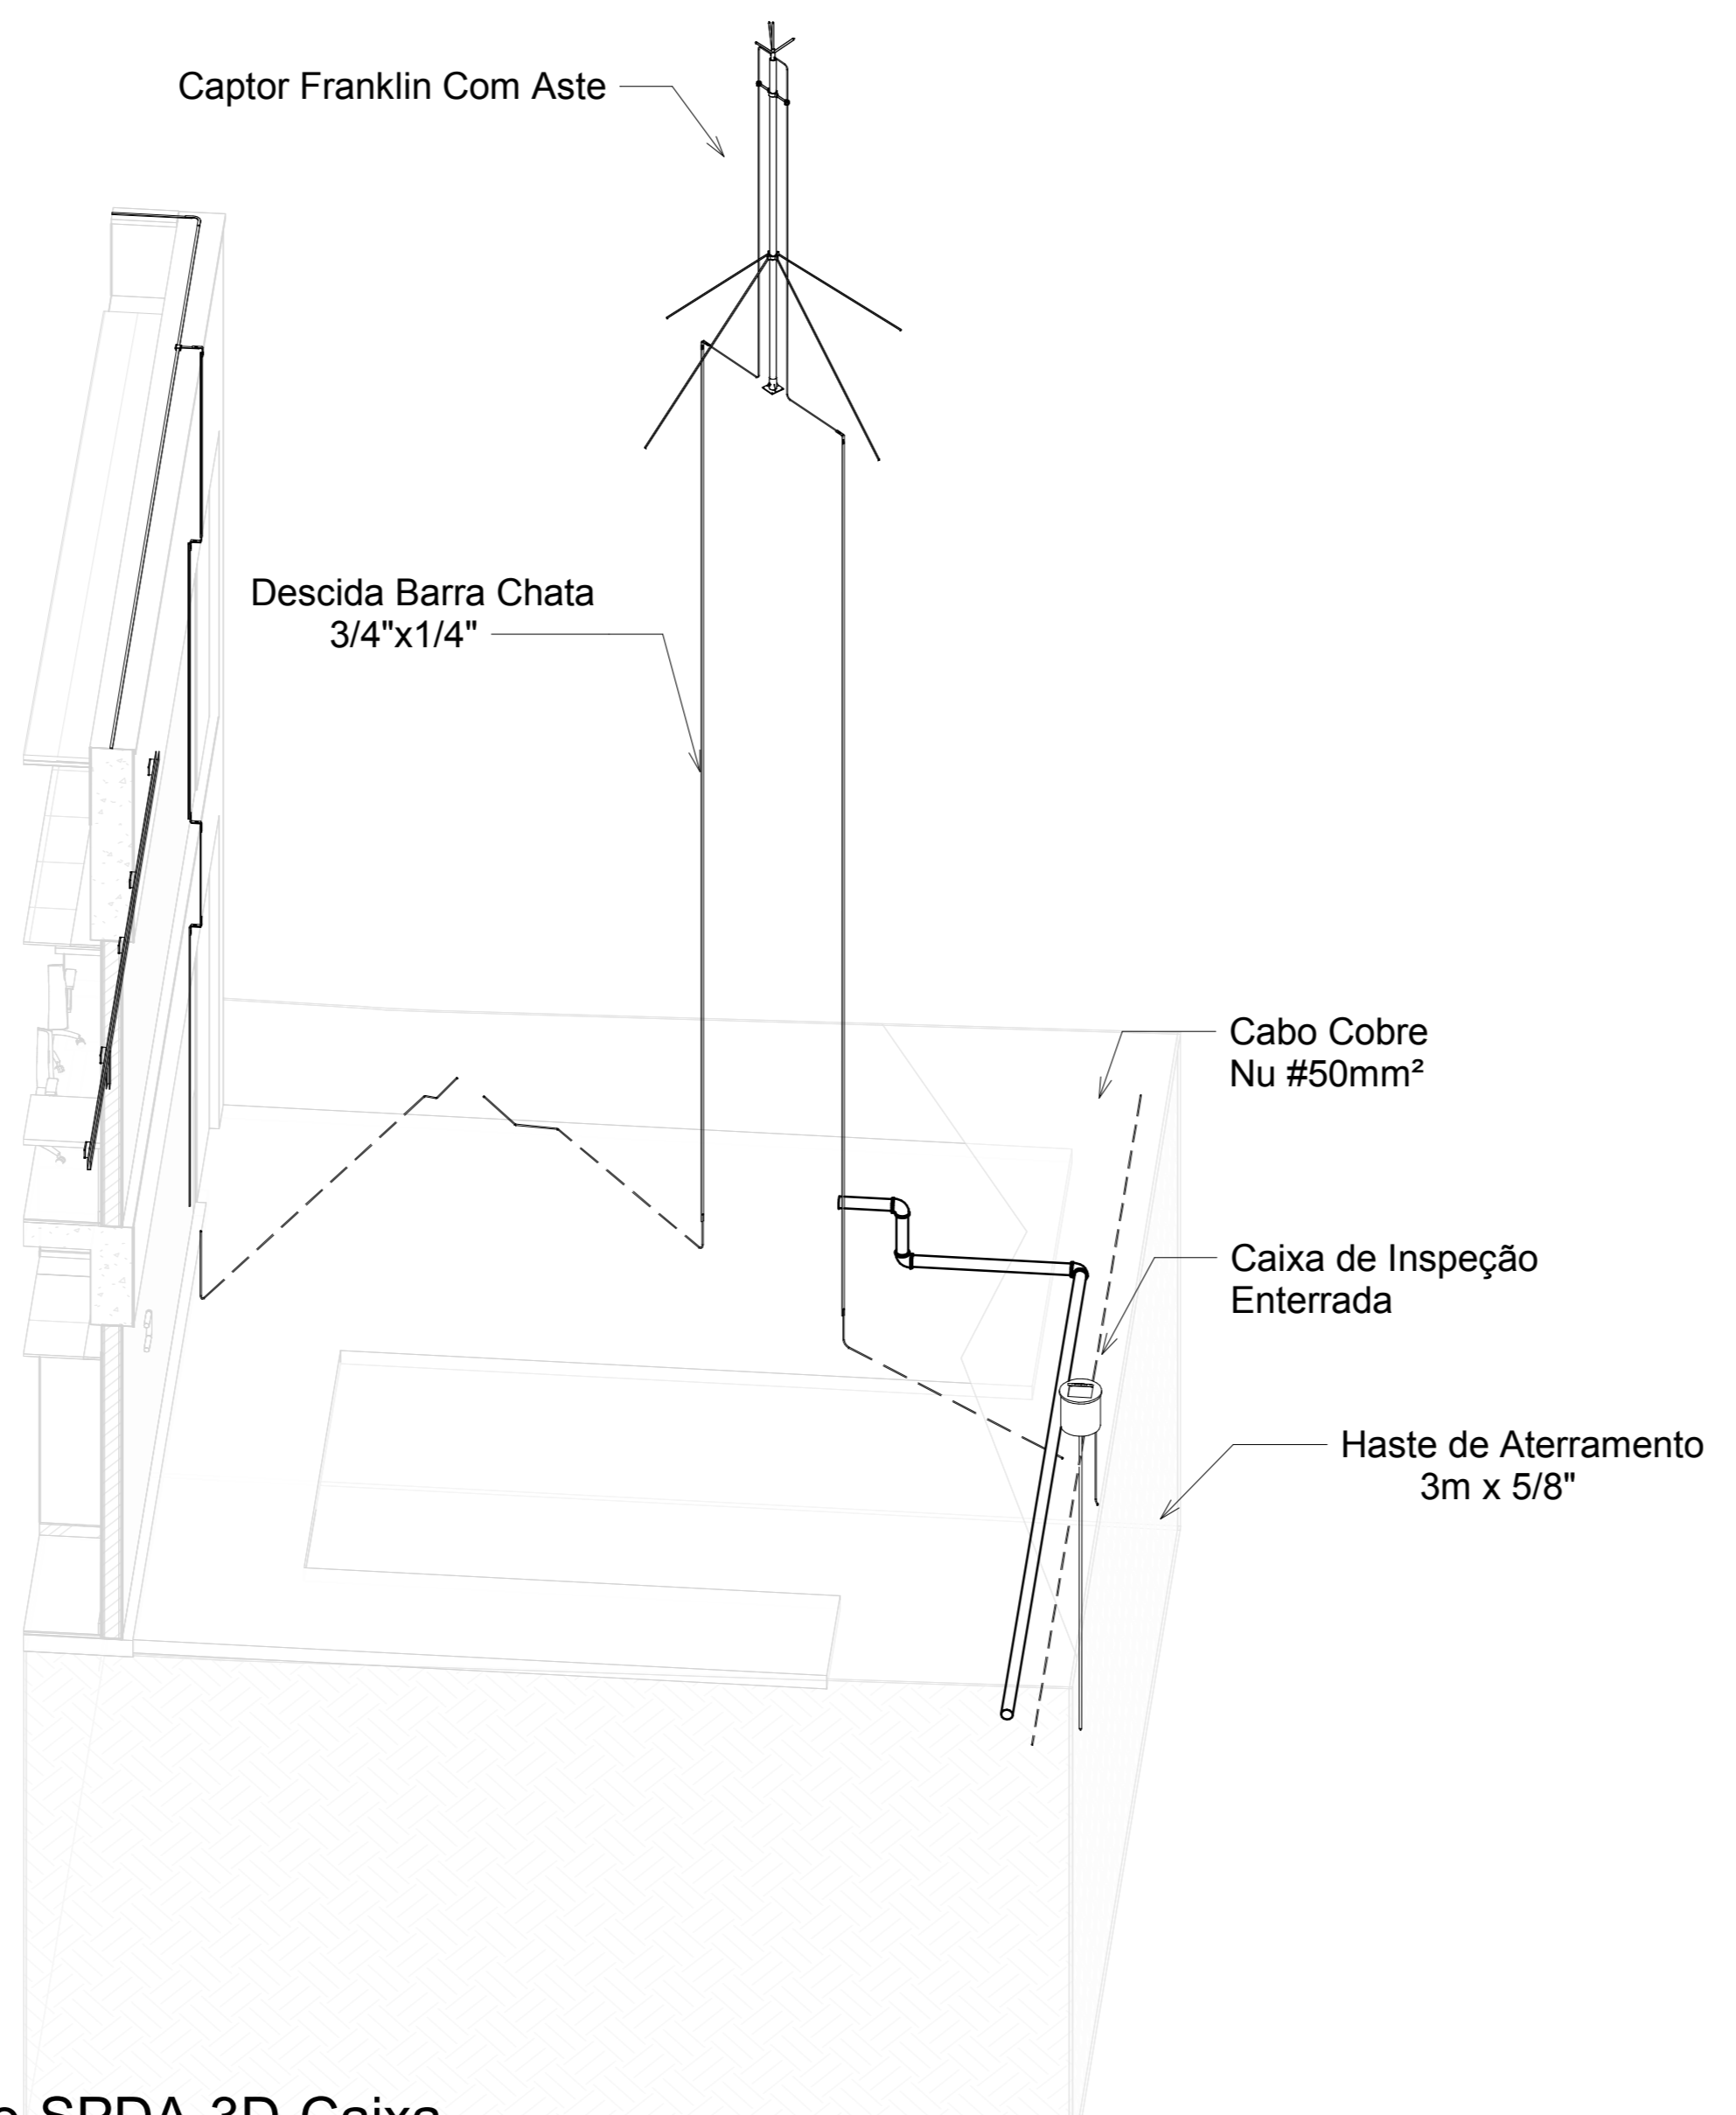 Captor Franklin Com Aste
Descida Barra Chata
3/4"x1/4"
Cabo Cobre
Nu #50mm²
Caixa de Inspeção
Enterrada
Haste de Aterramento
3m x 5/8"
SPDA 3D Caixa